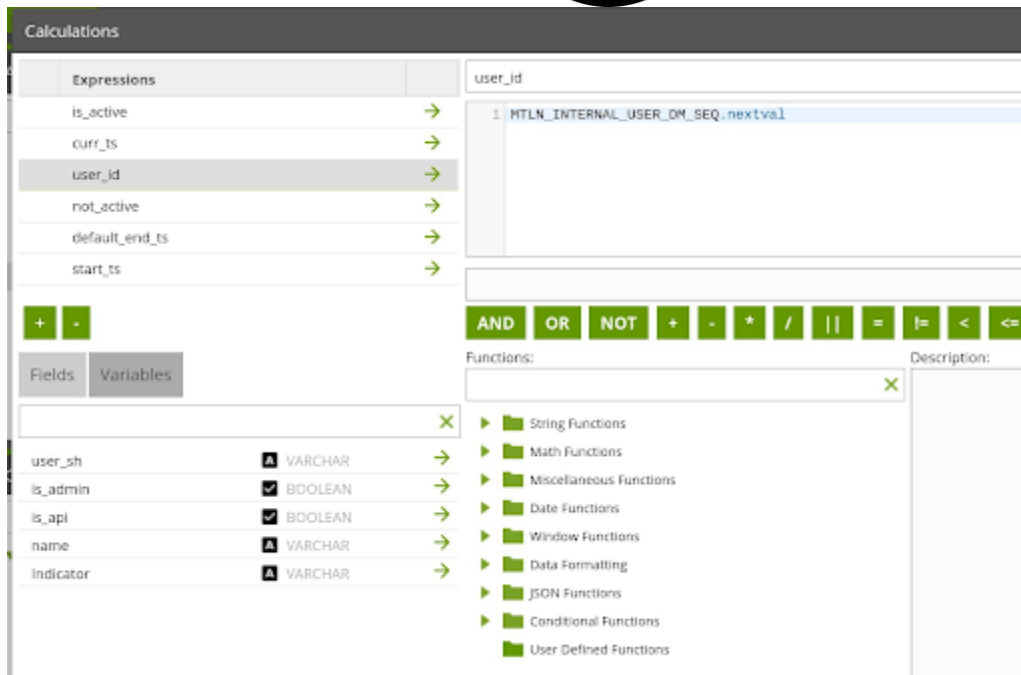 Calculations
Expressions
is_active
curr_ts
user_id
not_active
default_end_ts
start_ts
+ -
Fields Variables
user_sh A VARCHAR
is_admin BOOLEAN
is_api BOOLEAN
name A VARCHAR
Indicator A VARCHAR
user_id
1 MTLN_INTERNAL_USER_DM_SEQ.nextval
AND OR NOT + - * / || = != < <=
Functions:
String Functions
Math Functions
Miscellaneous Functions
Date Functions
Window Functions
Data Formatting
JSON Functions
Conditional Functions
User Defined Functions
Description: